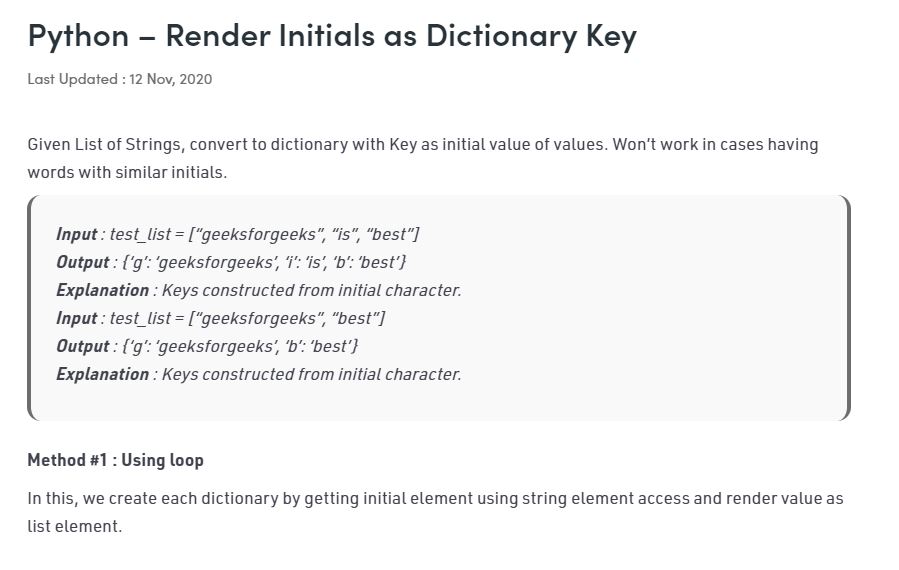 Python – Render Initials as Dictionary Key
Last Updated : 12 Nov, 2020
Given List of Strings, convert to dictionary with Key as initial value of values. Won’t work in cases having
words with similar initials.
Input : test_list = [“geeksforgeeks”, “is”, “best”]
Output : {‘g’: ‘geeksforgeeks’, ‘i’: ‘is’, ‘b’: ‘best’}
Explanation : Keys constructed from initial character.
Input : test_list = [“geeksforgeeks”, “best”]
Output : {‘g’: ‘geeksforgeeks’, ‘b’: ‘best’}
Explanation : Keys constructed from initial character.
Method #1 : Using loop
In this, we create each dictionary by getting initial element using string element access and render value as
list element.